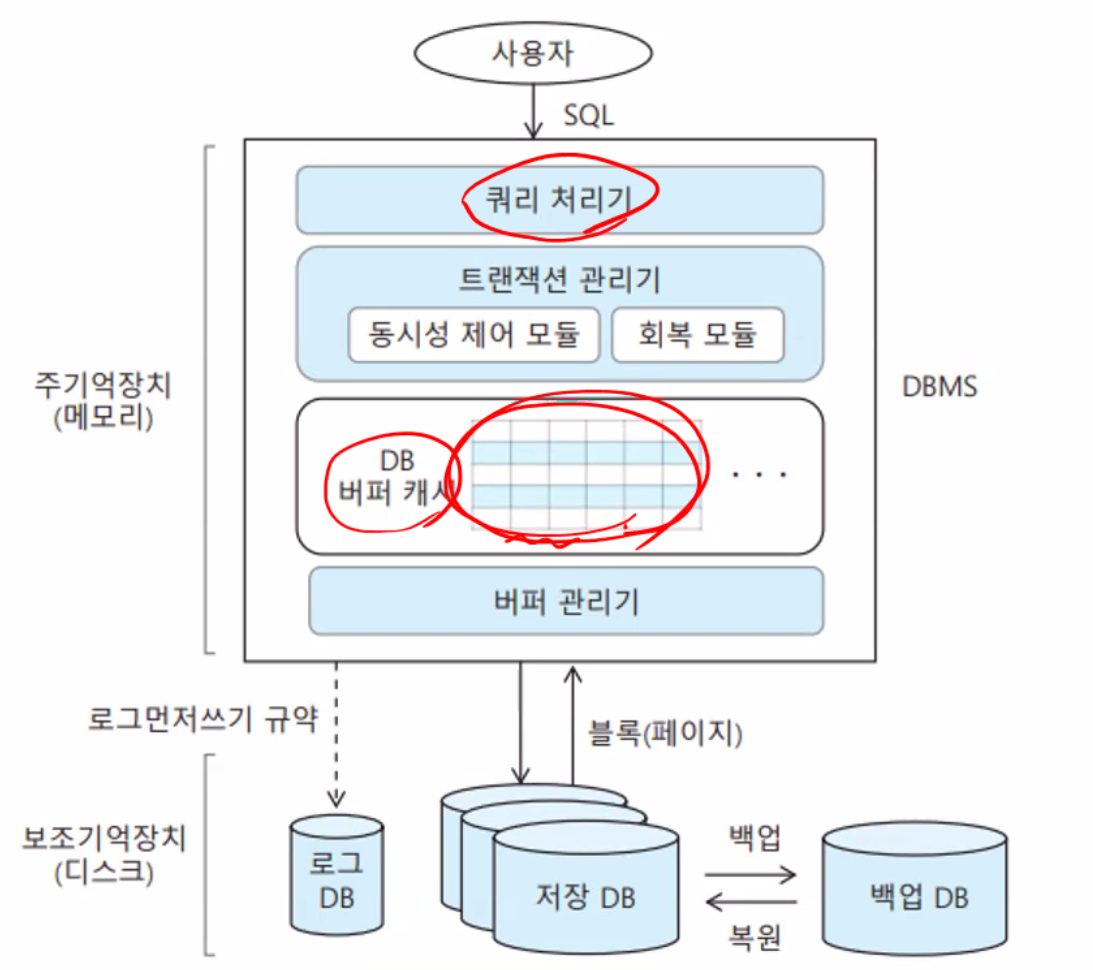 사용자
SQL
쿼리 처리기
트랜잭션 관리기
동시성 제어 모듈
회복 모듈
주기억장치
(메모리)
DBMS
DB
버퍼 캐시
. . .
버퍼 관리기
로그먼저쓰기 규약
블록(페이지)
보조기억장치
(디스크)
로그
DB
저장 DB
백업
복원
백업 DB